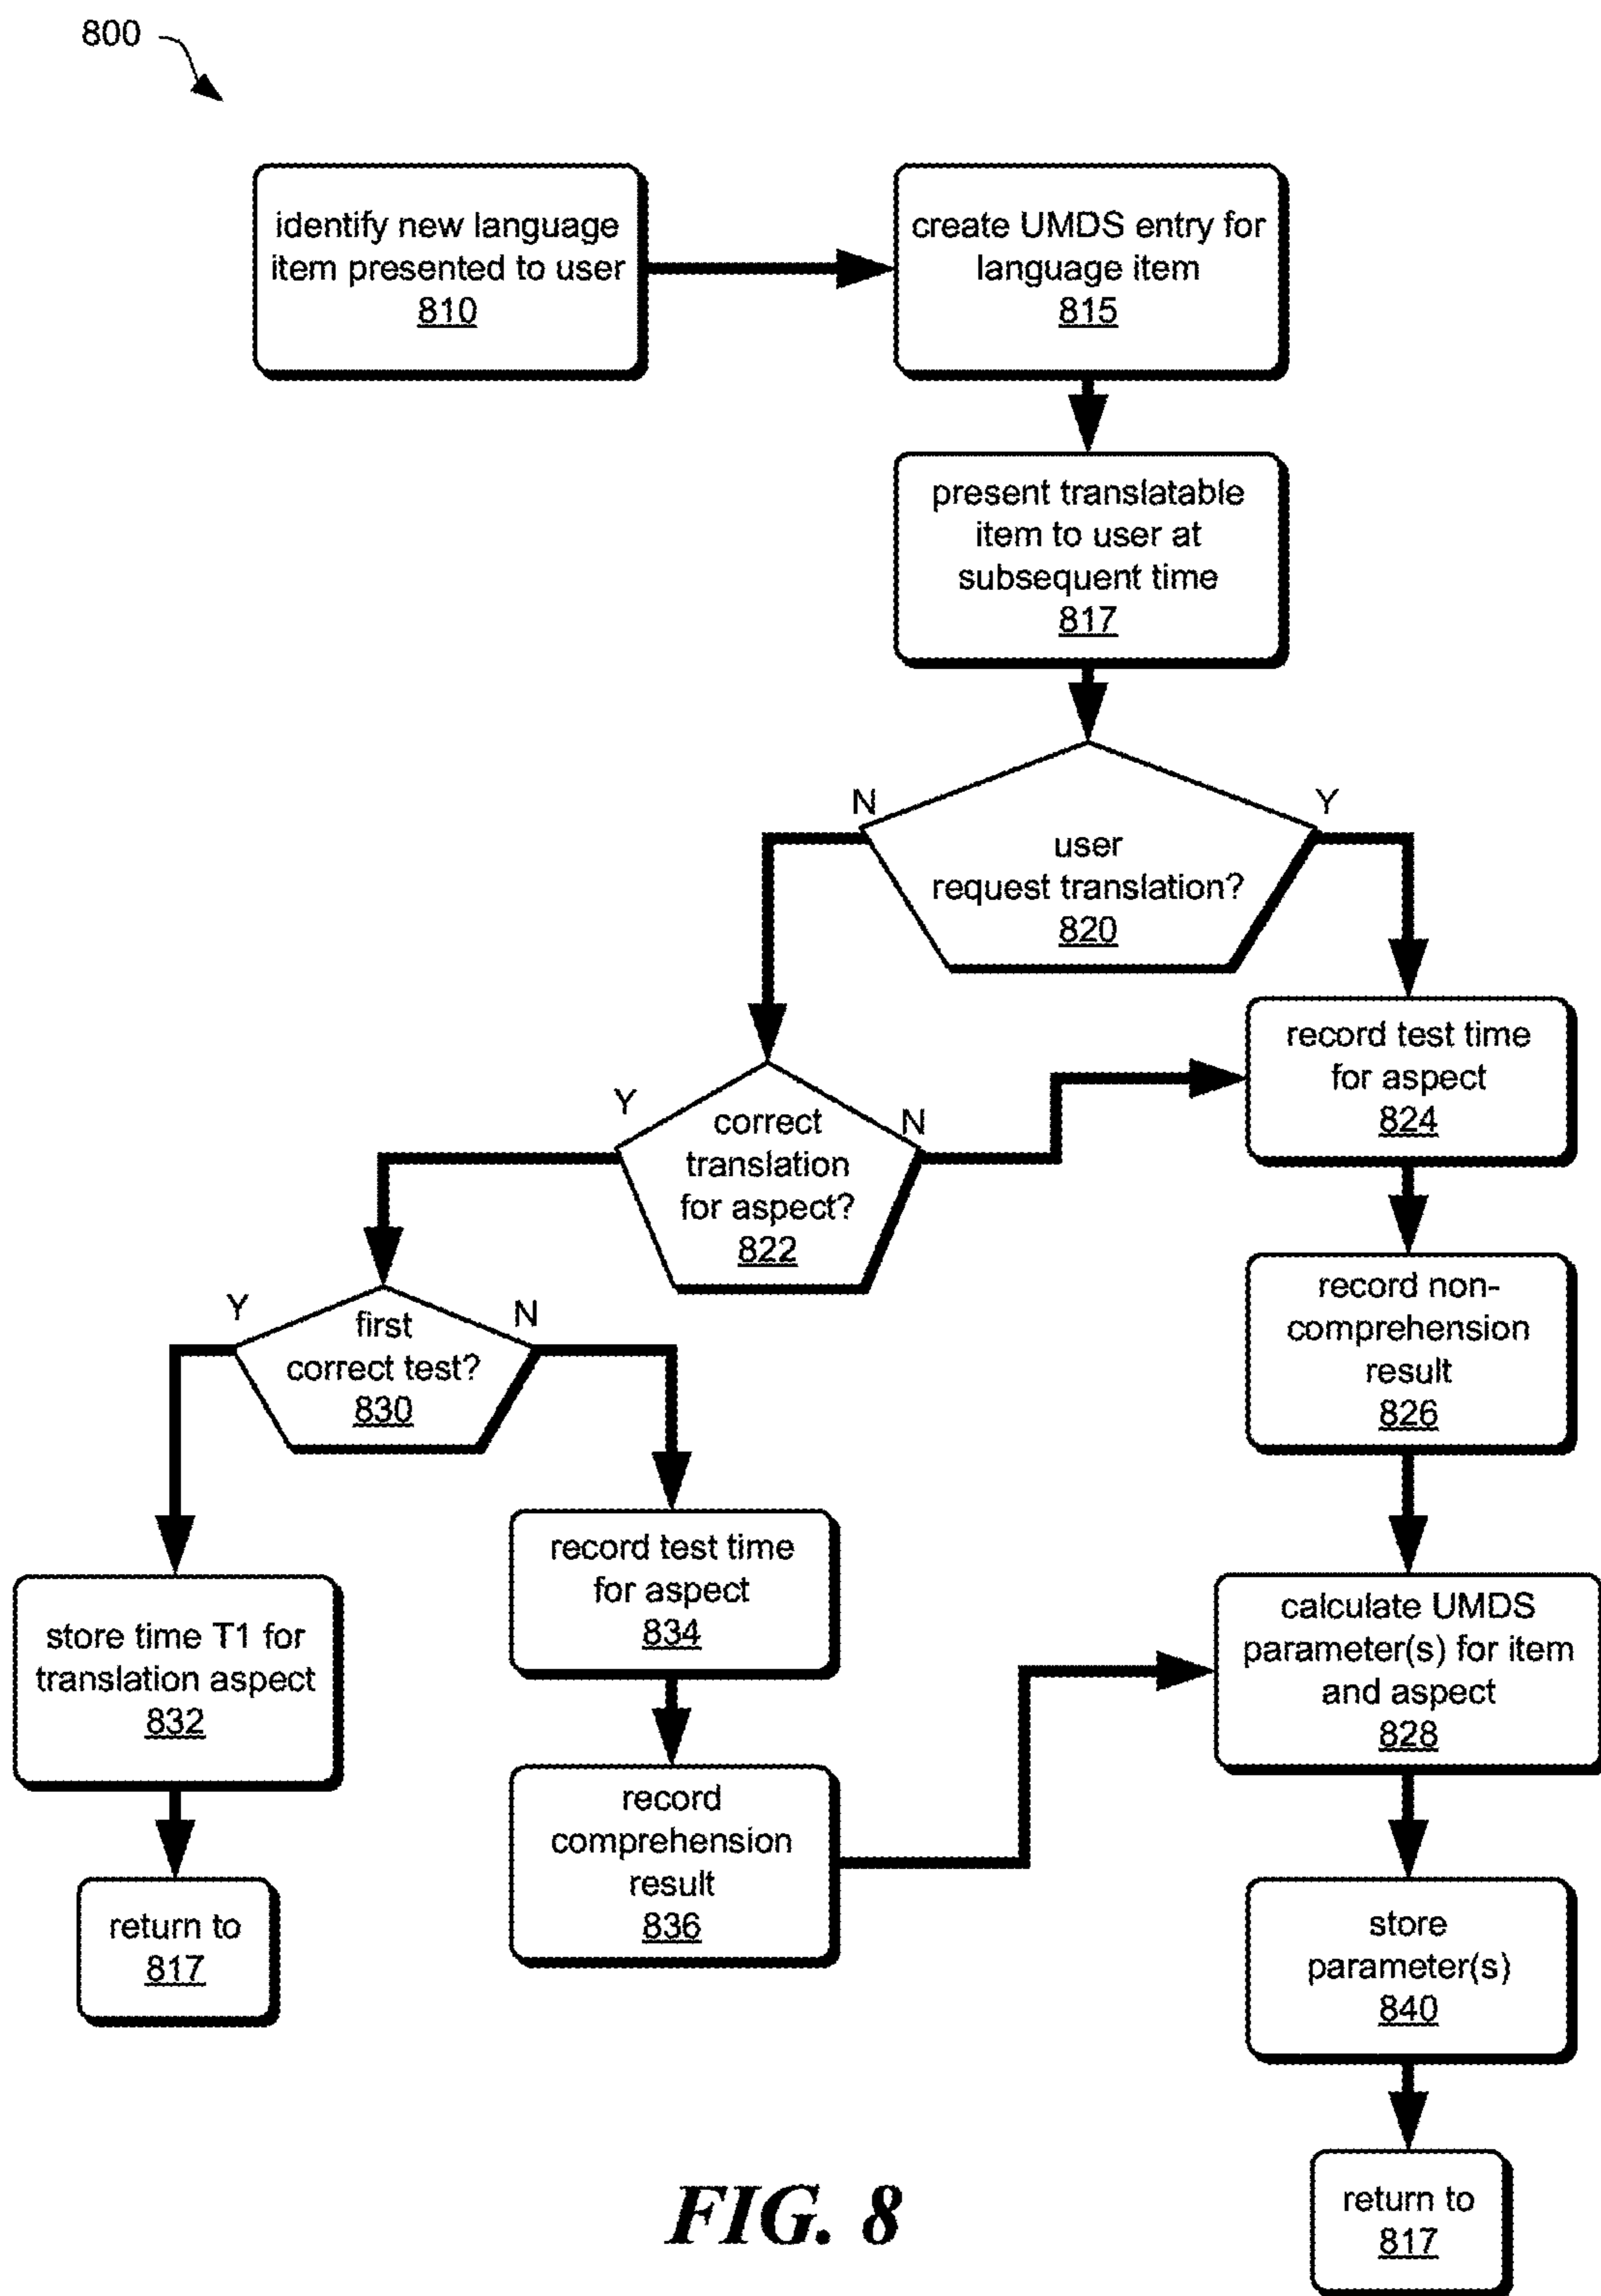 800
identify new language
item presented to user
810
create UMDS entry for
language item
815
present translatable
item to user at
subsequent time
817
N
Y
user
request translation?
820
record test time
for aspect
824
Y
N
correct
translation
for aspect?
822
record non-
comprehension
result
826
Y
N
first
correct test?
830
record test time
for aspect
834
store time T1 for
translation aspect
832
calculate UMDS
parameter(s) for item
and aspect
828
record
comprehension
result
836
return to
817
store
parameter(s)
840
return to
817
FIG. 8